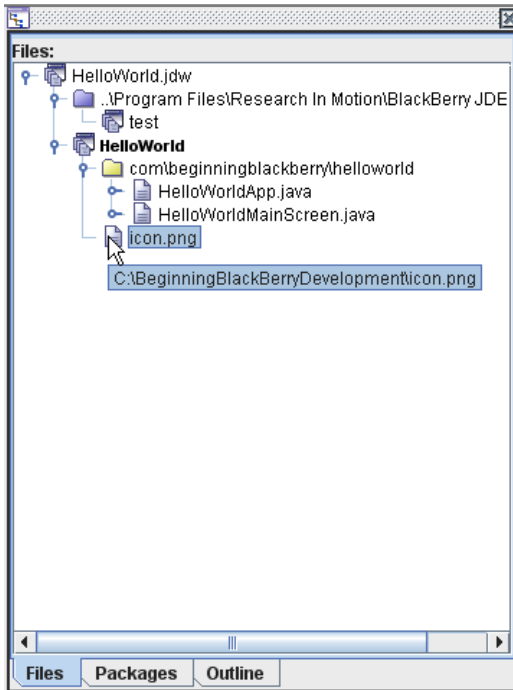 Files:
HelloWorld.jdw
..\Program Files\Research In Motion\BlackBerry JDE
test
HelloWorld
com\beginningblackberry\helloworld
HelloWorldApp.java
HelloWorldMainScreen.java
icon.png
C:\BeginningBlackBerryDevelopment\icon.png
Files Packages Outline